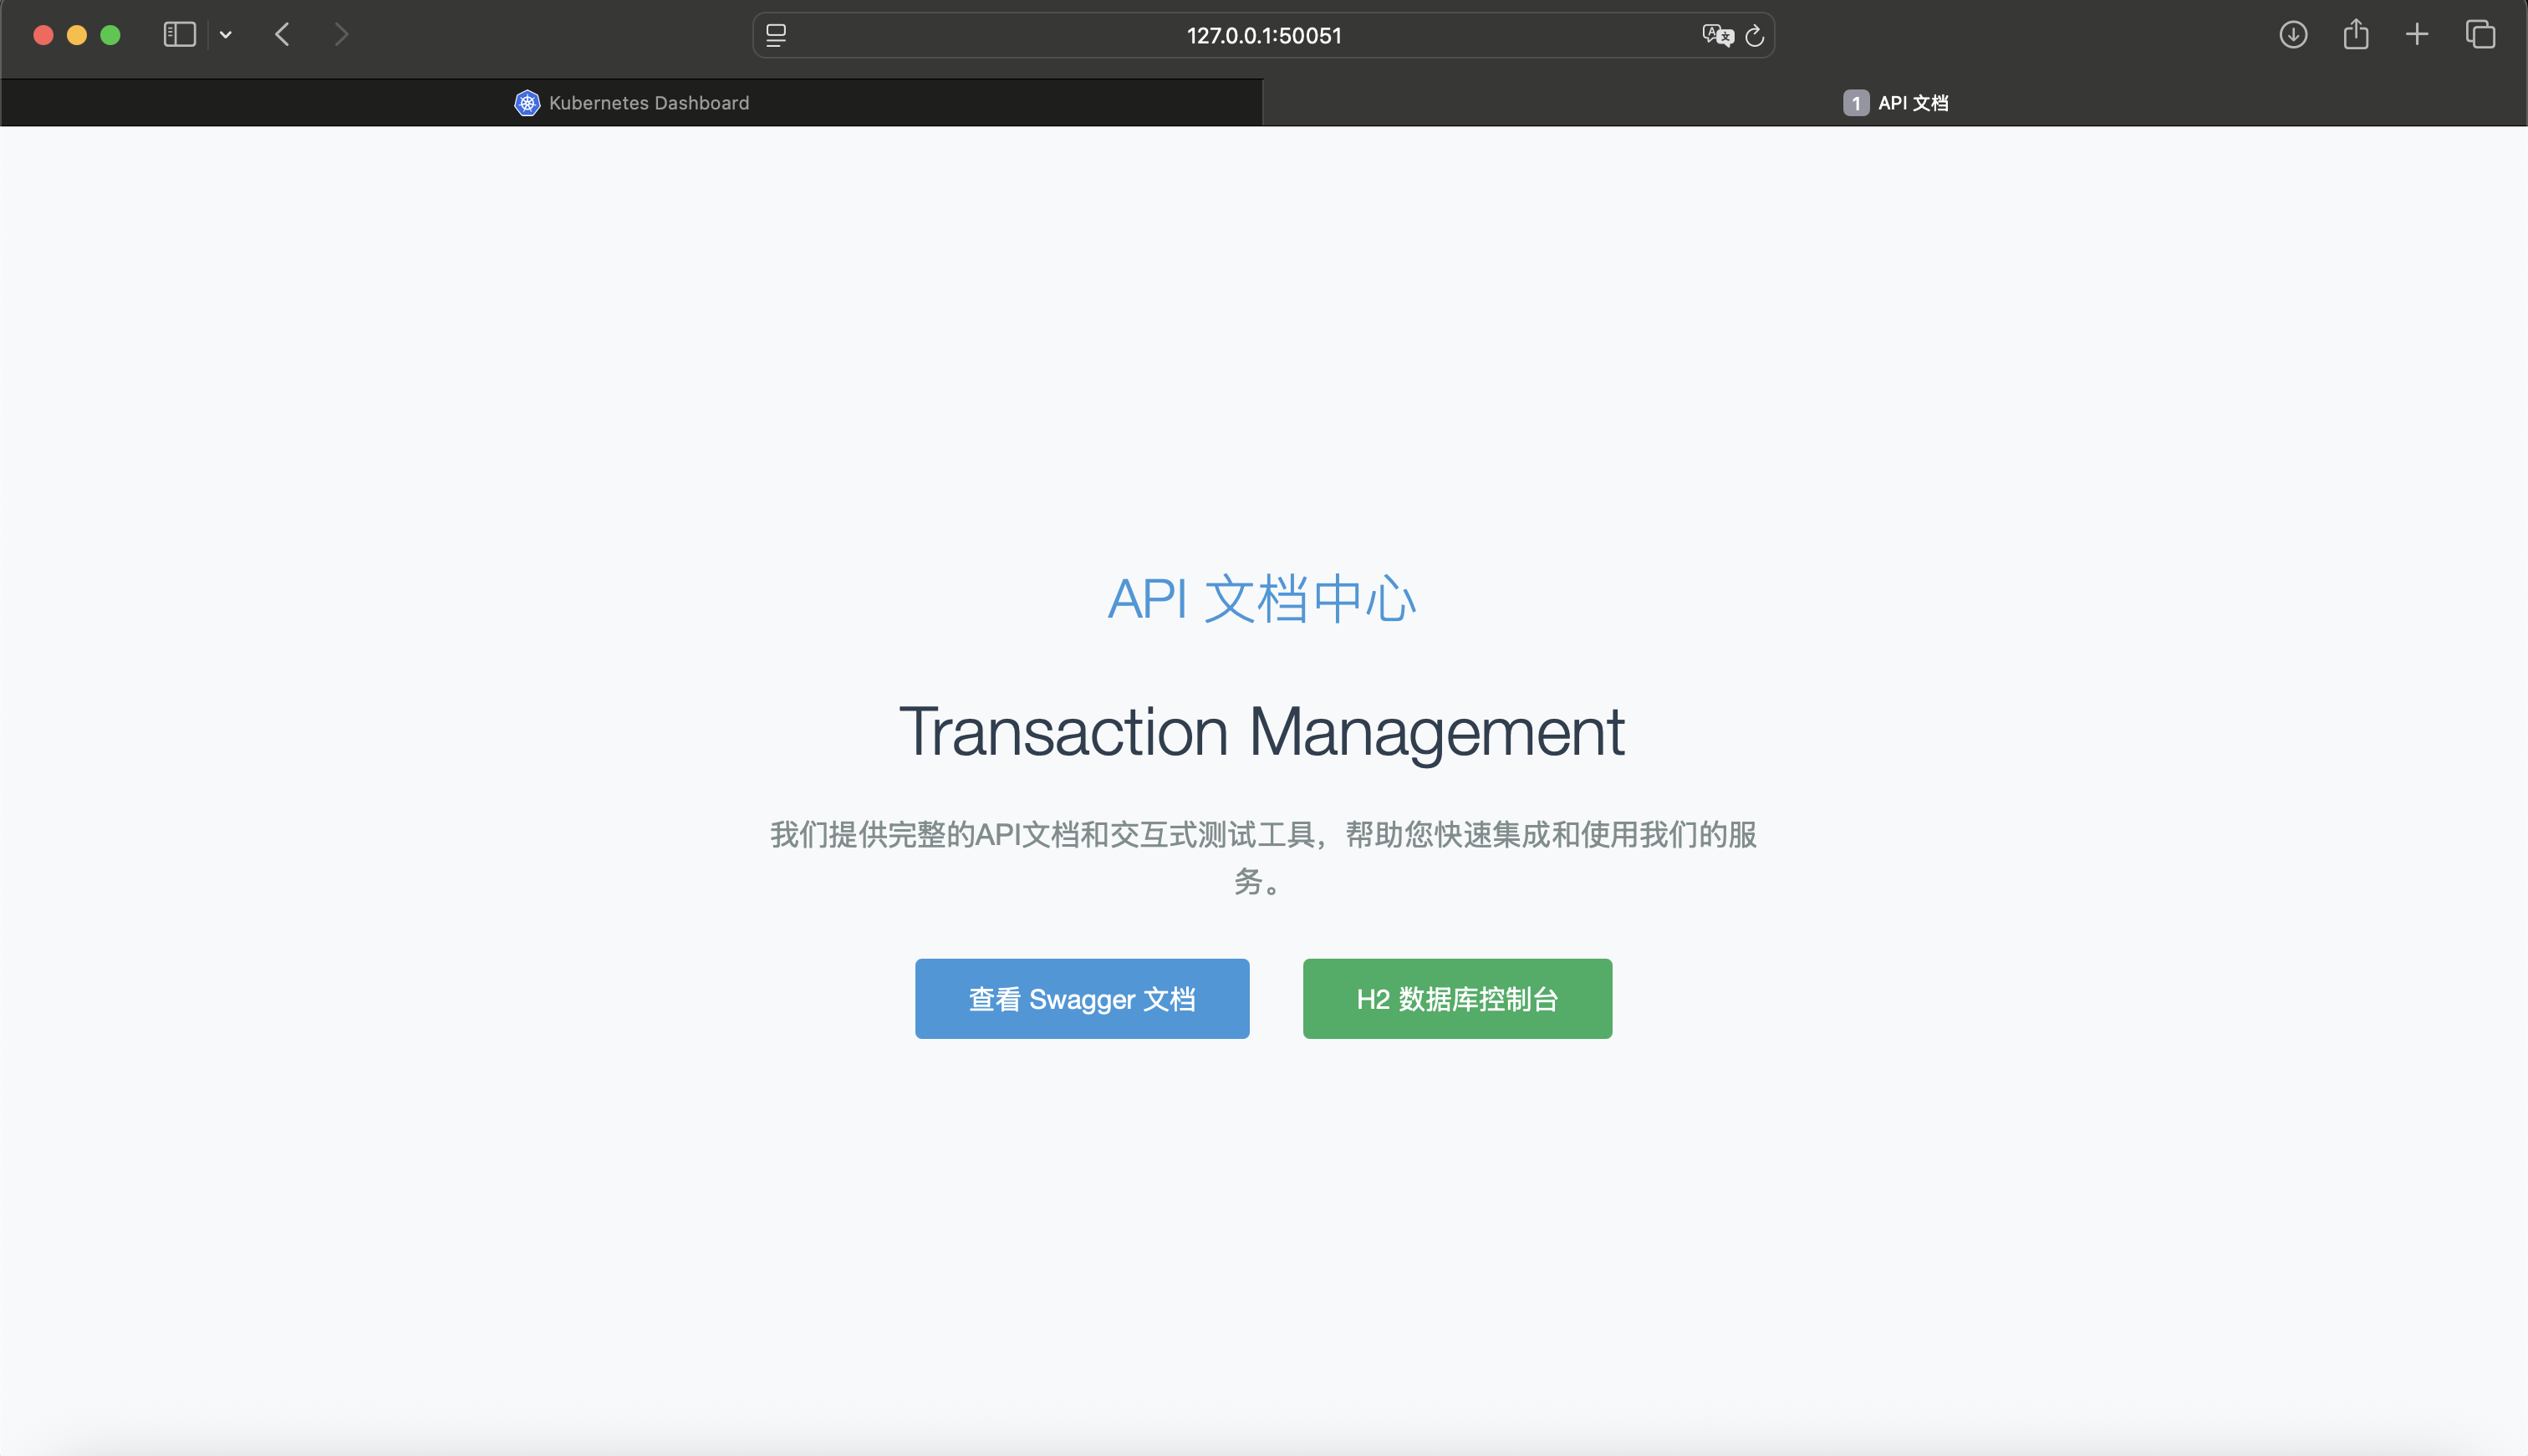 127.0.0.1:50051
Kubernetes Dashboard
1 API 文档
API 文档中心
Transaction Management
我们提供完整的API文档和交互式测试工具，帮助您快速集成和使用我们的服
务。
查看 Swagger 文档
H2 数据库控制台